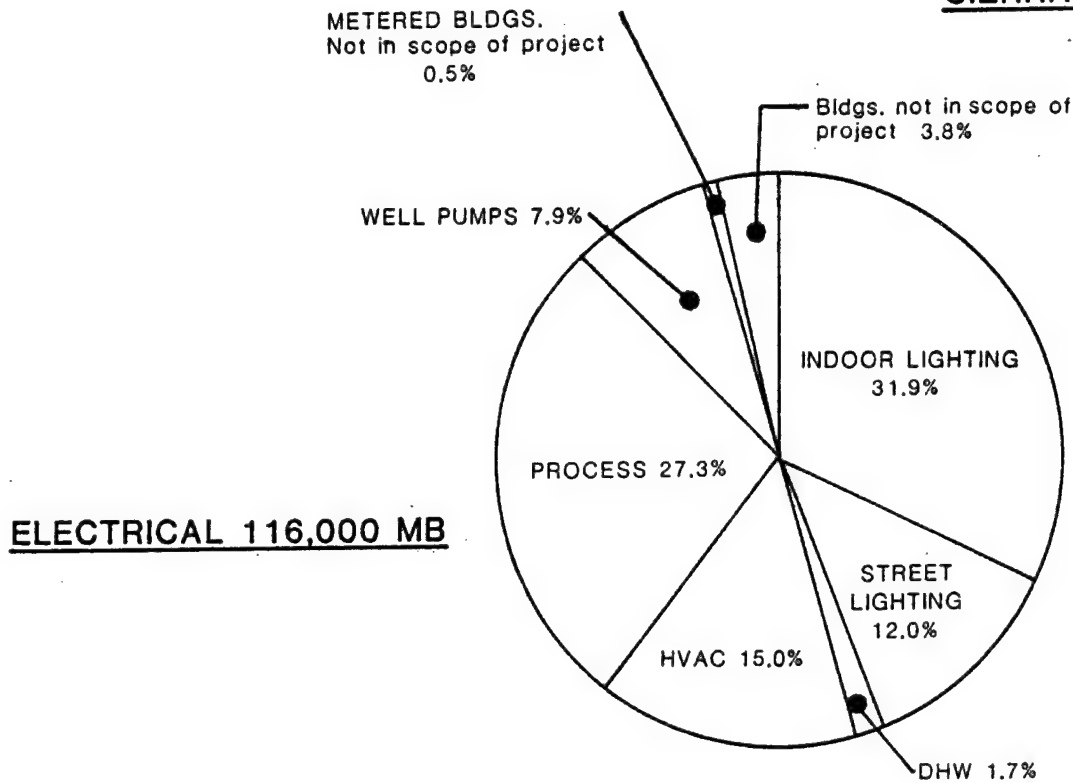 METERED BLDGS.
Not in scope of project
0.5%
Bldgs. not in scope of
project 3.8%
WELL PUMPS 7.9%
INDOOR LIGHTING
31.9%
PROCESS 27.3%
ELECTRICAL 116,000 MB
STREET
LIGHTING
12.0%
HVAC 15.0%
DHW 1.7%